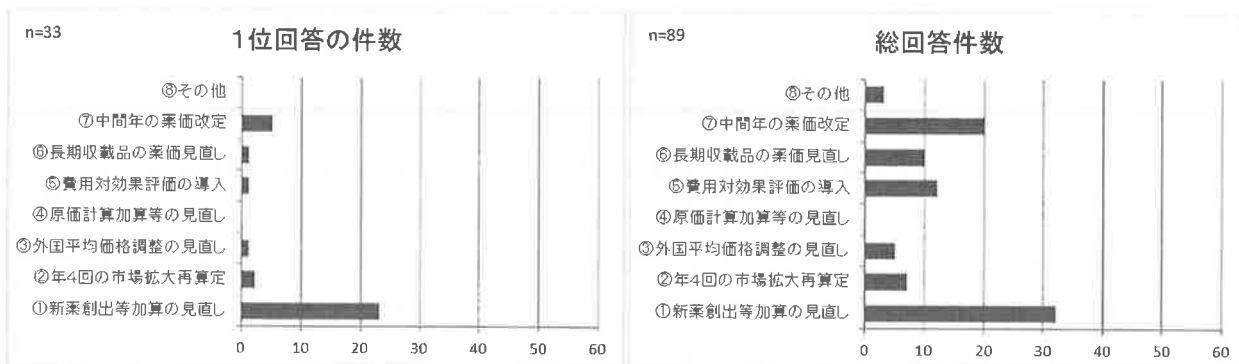 n=33
1位回答の件数
⑧その他
⑦中間年の薬価改定
⑥長期収載品の薬価見直し
⑤費用対効果評価の導入
④原価計算加算等の見直し
③外国平均価格調整の見直し
②年4回の市場拡大再算定
①新薬創出等加算の見直し
0 10 20 30 40 50 60
n=89
総回答件数
⑧その他
⑦中間年の薬価改定
⑥長期収載品の薬価見直し
⑤費用対効果評価の導入
④原価計算加算等の見直し
③外国平均価格調整の見直し
②年4回の市場拡大再算定
①新薬創出等加算の見直し
0 10 20 30 40 50 60